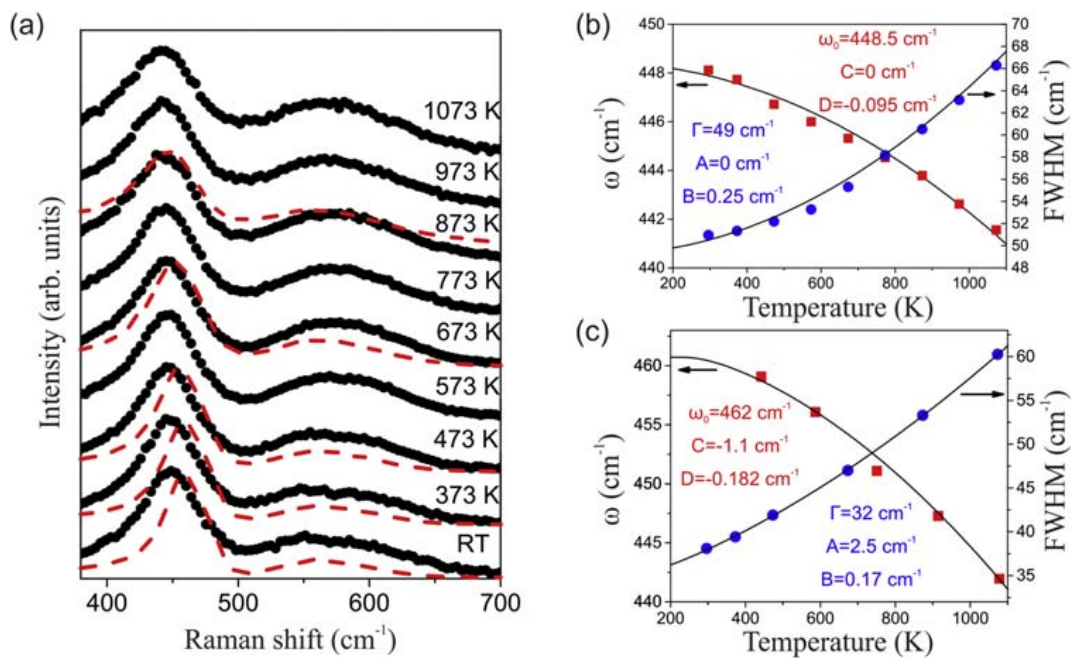 (a)
1073 K
973 K
873 K
773 K
673 K
573 K
473 K
373 K
RT
Intensity (arb. units)
400 500 600 700
Raman shift (cm⁻¹)
(b)
450
448
446
444
442
440
ω (cm⁻¹)
ω₀=448.5 cm⁻¹
C=0 cm⁻¹
D=-0.095 cm⁻¹
Γ=49 cm⁻¹
A=0 cm⁻¹
B=0.25 cm⁻¹
70
68
66
64
62
60
58
56
54
52
50
48
FWHM (cm⁻¹)
200 400 600 800 1000
Temperature (K)
(c)
460
455
450
445
440
ω (cm⁻¹)
ω₀=462 cm⁻¹
C=-1.1 cm⁻¹
D=-0.182 cm⁻¹
Γ=32 cm⁻¹
A=2.5 cm⁻¹
B=0.17 cm⁻¹
60
55
50
45
40
35
FWHM (cm⁻¹)
200 400 600 800 1000
Temperature (K)